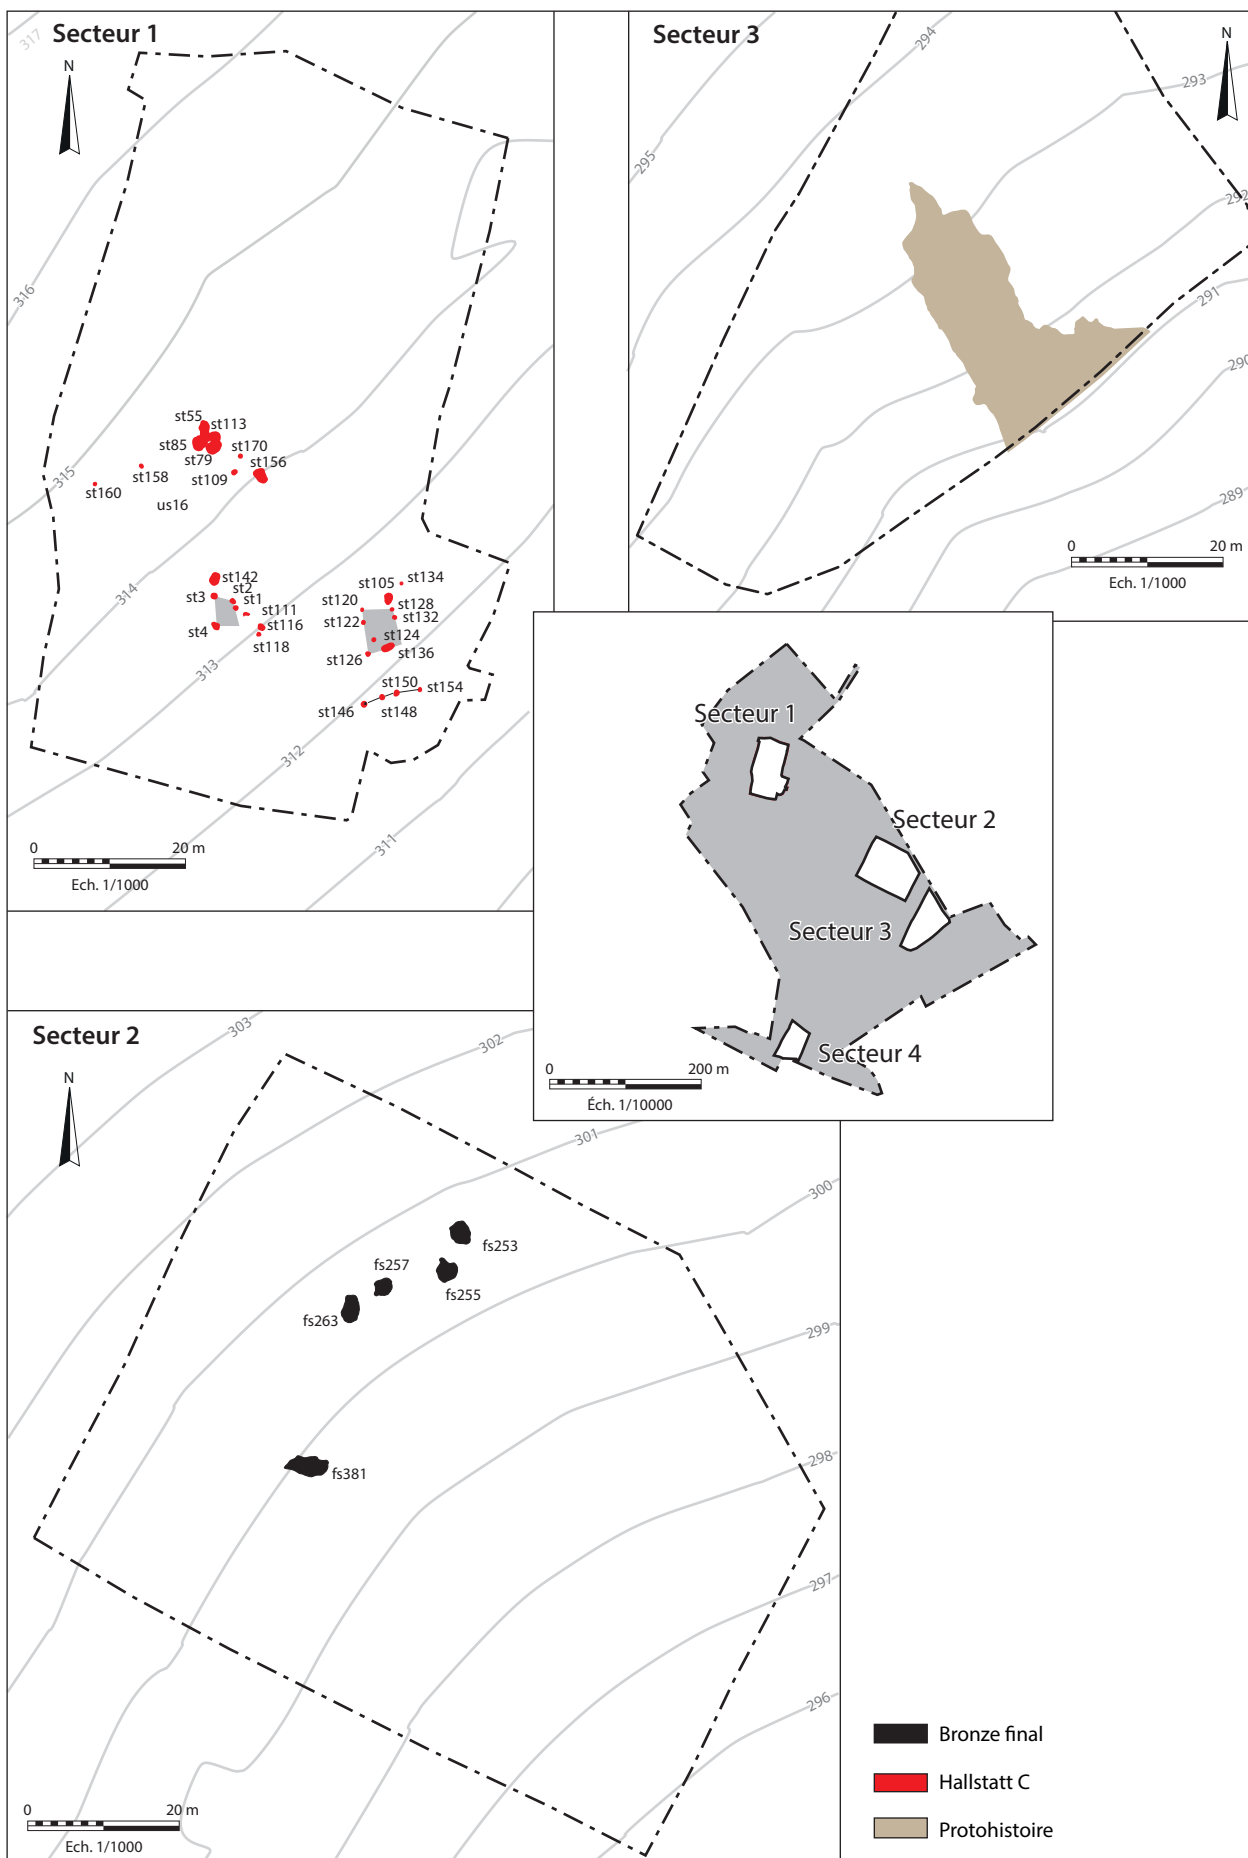 Secteur 1
317
N
316
st55
st113
st85
st79
st170
st156
st109
st158
st160
us16
315
314
st142
st2
st3
st1
st111
st4
st116
st118
313
st105
st134
st120
st128
st122
st132
st124
st126
st136
st150
st154
st146
st148
312
311
0 20 m
Ech. 1/1000
Secteur 3
294
N
293
295
292
291
290
289
0 20 m
Ech. 1/1000
Secteur 1
Secteur 2
Secteur 3
Secteur 4
0 200 m
Éch. 1/10000
Secteur 2
303
302
N
301
300
fs253
fs257
fs255
fs263
299
fs381
298
297
296
0 20 m
Ech. 1/1000
Bronze final
Hallstatt C
Protohistoire